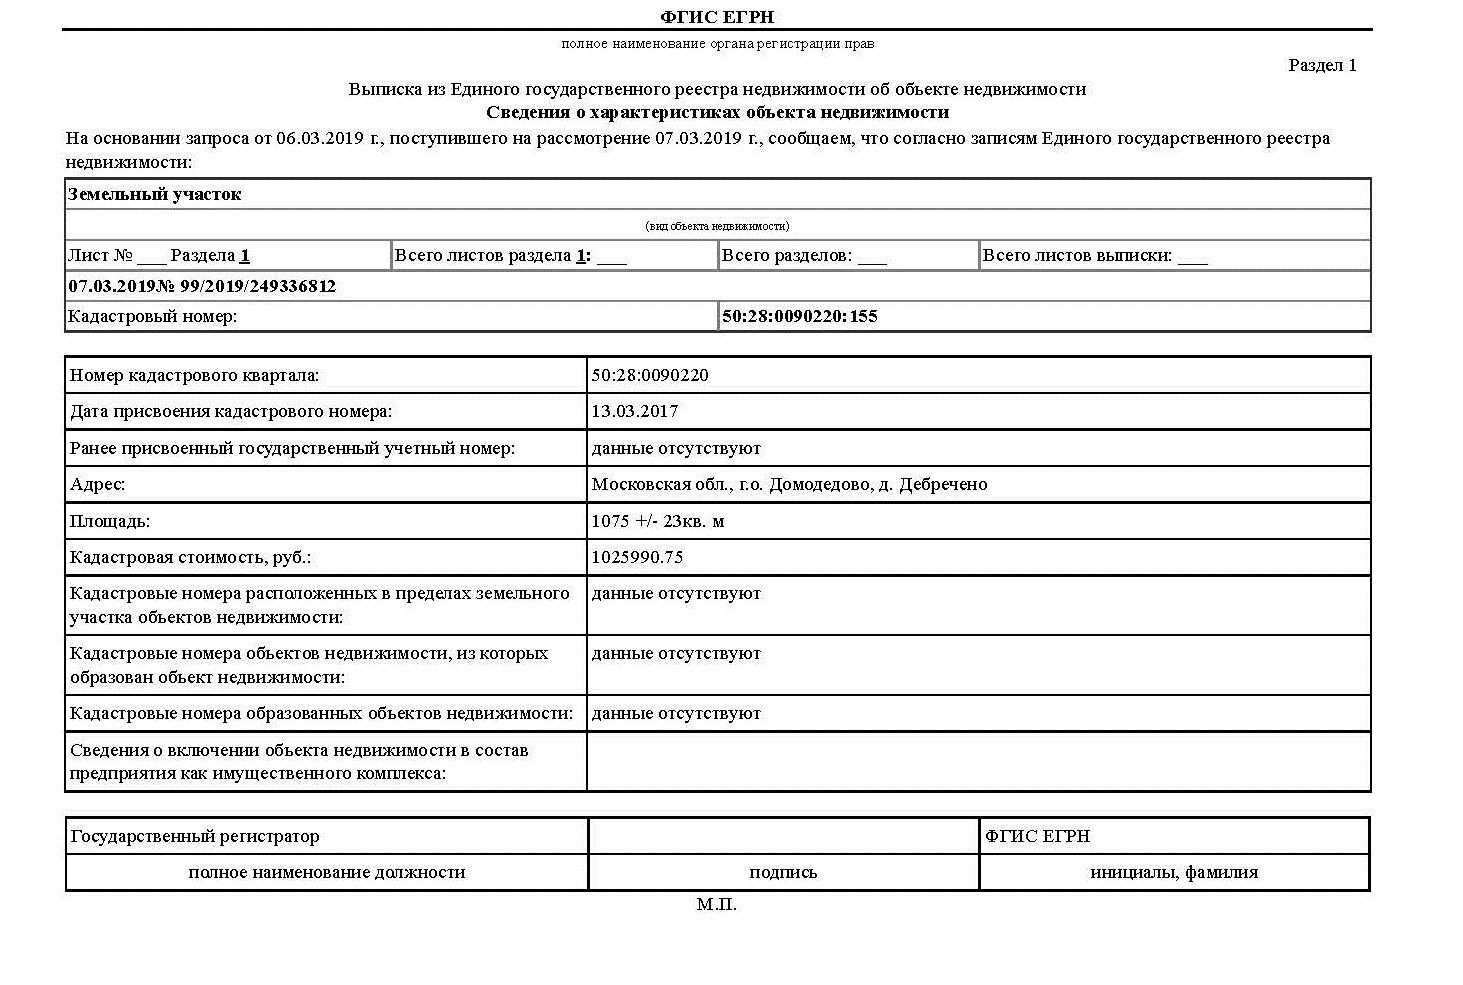 ФГИС ЕГРН
полное наименование органа регистрации прав
Раздел 1
Выписка из Единого государственного реестра недвижимости об объекте недвижимости
Сведения о характеристиках объекта недвижимости
На основании запроса от 06.03.2019 г., поступившего на рассмотрение 07.03.2019 г., сообщаем, что согласно записям Единого государственного реестра
недвижимости:
Земельный участок
(вид объекта недвижимости)
Лист № ___ Раздела 1 Всего листов раздела 1: ___ Всего разделов: ___ Всего листов выписки: ___
07.03.2019№ 99/2019/249336812
Кадастровый номер: 50:28:0090220:155
Номер кадастрового квартала: 50:28:0090220
Дата присвоения кадастрового номера: 13.03.2017
Ранее присвоенный государственный учетный номер: данные отсутствуют
Адрес: Московская обл., г.о. Домодедово, д. Дебречено
Площадь: 1075 +/- 23кв. м
Кадастровая стоимость, руб.: 1025990.75
Кадастровые номера расположенных в пределах земельного данные отсутствуют
участка объектов недвижимости:
Кадастровые номера объектов недвижимости, из которых данные отсутствуют
образован объект недвижимости:
Кадастровые номера образованных объектов недвижимости: данные отсутствуют
Сведения о включении объекта недвижимости в состав
предприятия как имущественного комплекса:
Государственный регистратор ФГИС ЕГРН
полное наименование должности подпись инициалы, фамилия
М.П.